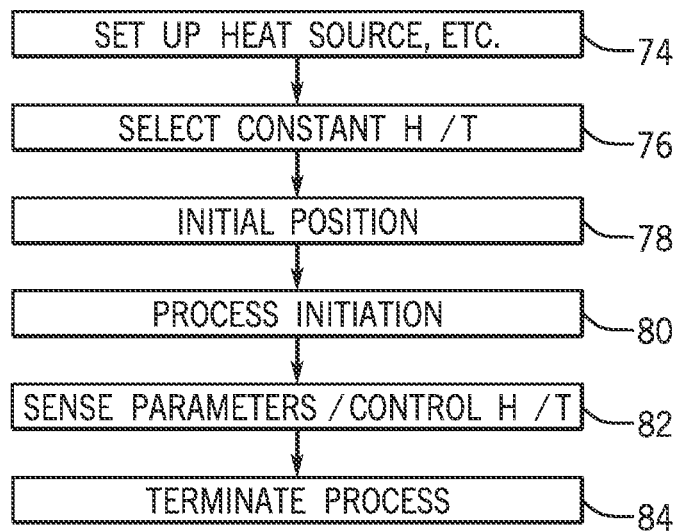 SET UP HEAT SOURCE, ETC.
74
SELECT CONSTANT H / T
76
INITIAL POSITION
78
PROCESS INITIATION
80
SENSE PARAMETERS / CONTROL H / T
82
TERMINATE PROCESS
84